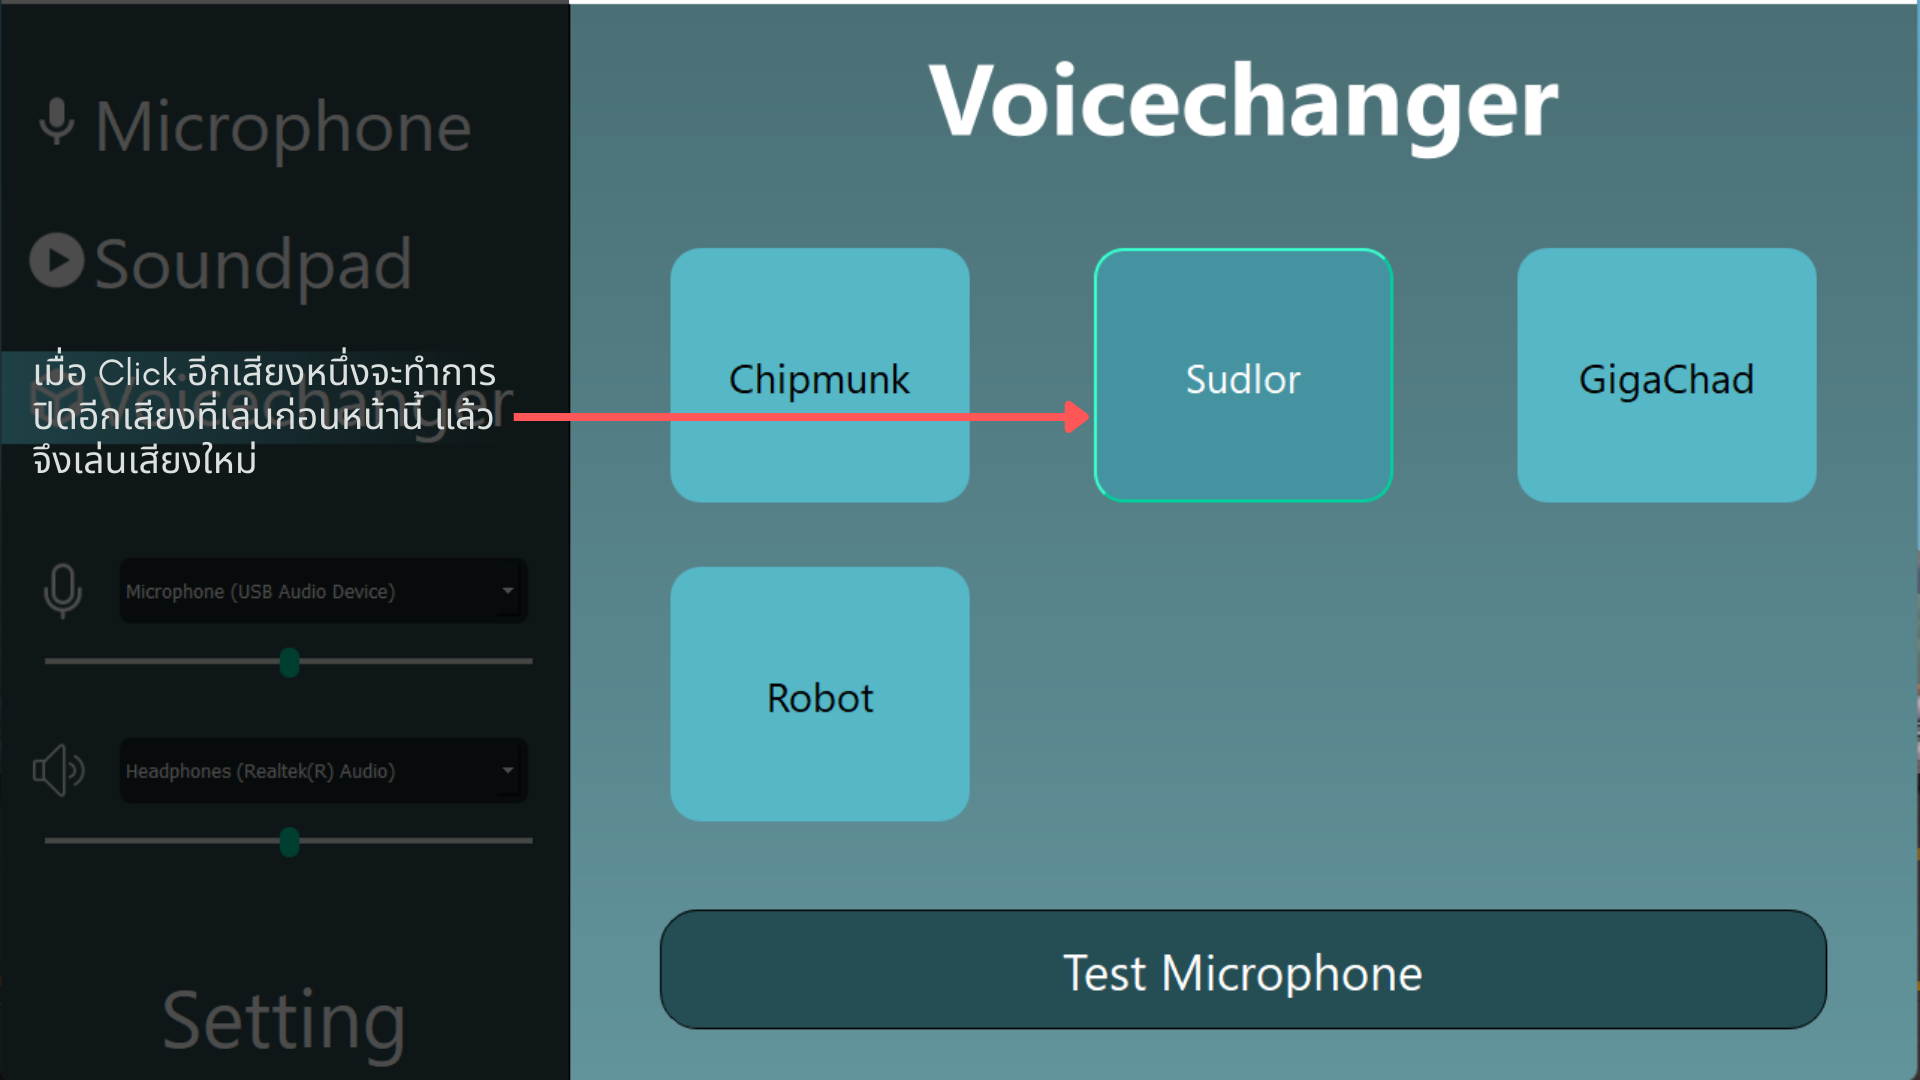 Microphone
Soundpad
Voicechanger
เมื่อ Click อีกเสียงหนึ่งจะทำการ
ปิดอีกเสียงที่เล่นก่อนหน้านี้ แล้ว
จึงเล่นเสียงใหม่
Microphone (USB Audio Device)
Headphones (Realtek(R) Audio)
Setting
Voicechanger
Chipmunk
Sudlor
GigaChad
Robot
Test Microphone